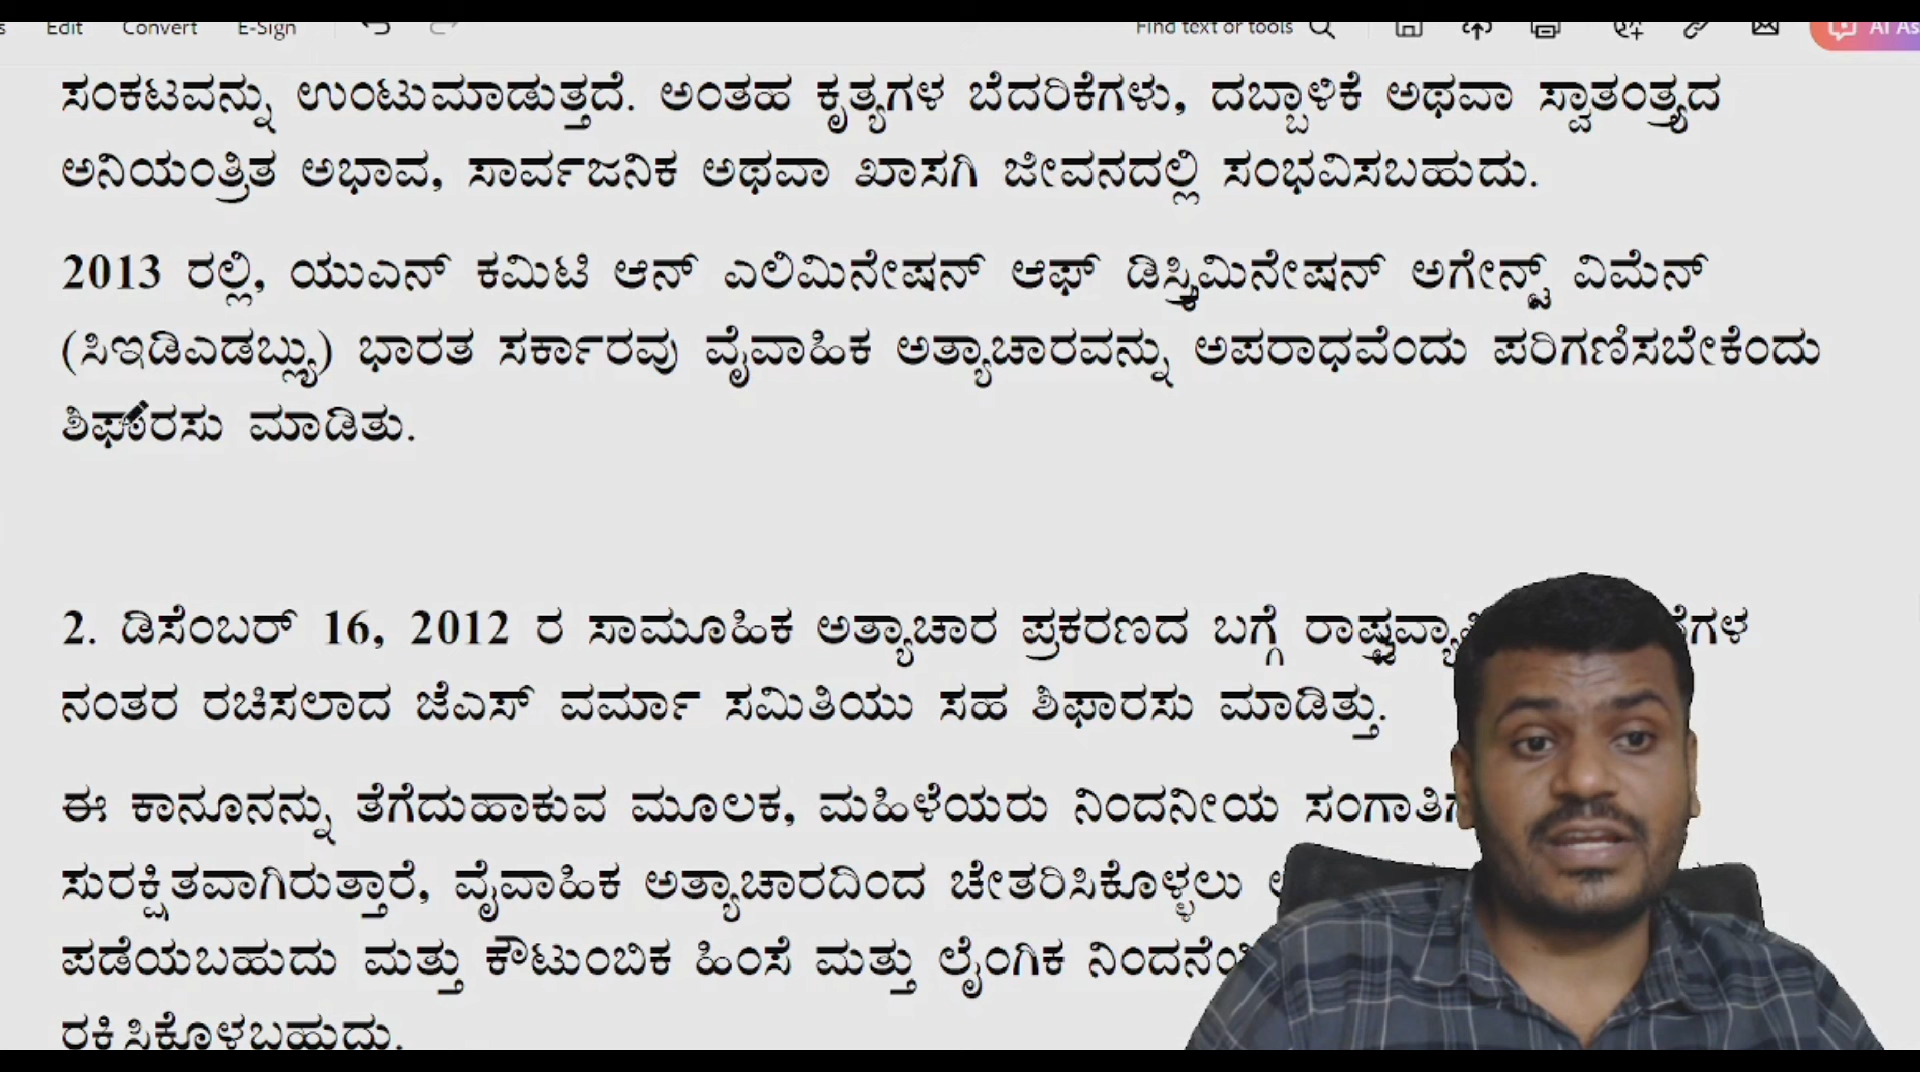 Edit Convert E-Sign Find text or tools AI As
ಸಂಕಟವನ್ನು ಉಂಟುಮಾಡುತ್ತದೆ. ಅಂತಹ ಕೃತ್ಯಗಳ ಬೆದರಿಕೆಗಳು, ದಬ್ಬಾಳಿಕೆ ಅಥವಾ ಸ್ವಾತಂತ್ರ್ಯದ
ಅನಿಯಂತ್ರಿತ ಅಭಾವ, ಸಾರ್ವಜನಿಕ ಅಥವಾ ಖಾಸಗಿ ಜೀವನದಲ್ಲಿ ಸಂಭವಿಸಬಹುದು.
2013 ರಲ್ಲಿ, ಯುಎನ್ ಕಮಿಟಿ ಆನ್ ಎಲಿಮಿನೇಷನ್ ಆಫ್ ಡಿಸ್ಕ್ರಿಮಿನೇಷನ್ ಅಗೇನ್ಸ್ಟ್ ವಿಮೆನ್
(ಸಿಇಡಿಎಡಬ್ಲ್ಯು) ಭಾರತ ಸರ್ಕಾರವು ವೈವಾಹಿಕ ಅತ್ಯಾಚಾರವನ್ನು ಅಪರಾಧವೆಂದು ಪರಿಗಣಿಸಬೇಕೆಂದು
ಶಿಫಾರಸು ಮಾಡಿತು.
2. ಡಿಸೆಂಬರ್ 16, 2012 ರ ಸಾಮೂಹಿಕ ಅತ್ಯಾಚಾರ ಪ್ರಕರಣದ ಬಗ್ಗೆ
ನಂತರ ರಚಿಸಲಾದ ಜೆಎಸ್ ವರ್ಮಾ ಸಮಿತಿಯು ಸಹ ಶಿಫಾರಸು ಮಾಡಿತ್ತು.
ಈ ಕಾನೂನನ್ನು ತೆಗೆದುಹಾಕುವ ಮೂಲಕ, ಮಹಿಳೆಯರು ನಿಂದನೀಯ
ಸುರಕ್ಷಿತವಾಗಿರುತ್ತಾರೆ, ವೈವಾಹಿಕ ಅತ್ಯಾಚಾರದಿಂದ ಚೇತರಿಸಿಕೊಳ್ಳಲು
ಪಡೆಯಬಹುದು ಮತ್ತು ಕೌಟುಂಬಿಕ ಹಿಂಸೆ ಮತ್ತು ಲೈಂಗಿಕ
ರಕ್ಷಿಸಿಕೊಳ್ಳಬಹುದು.